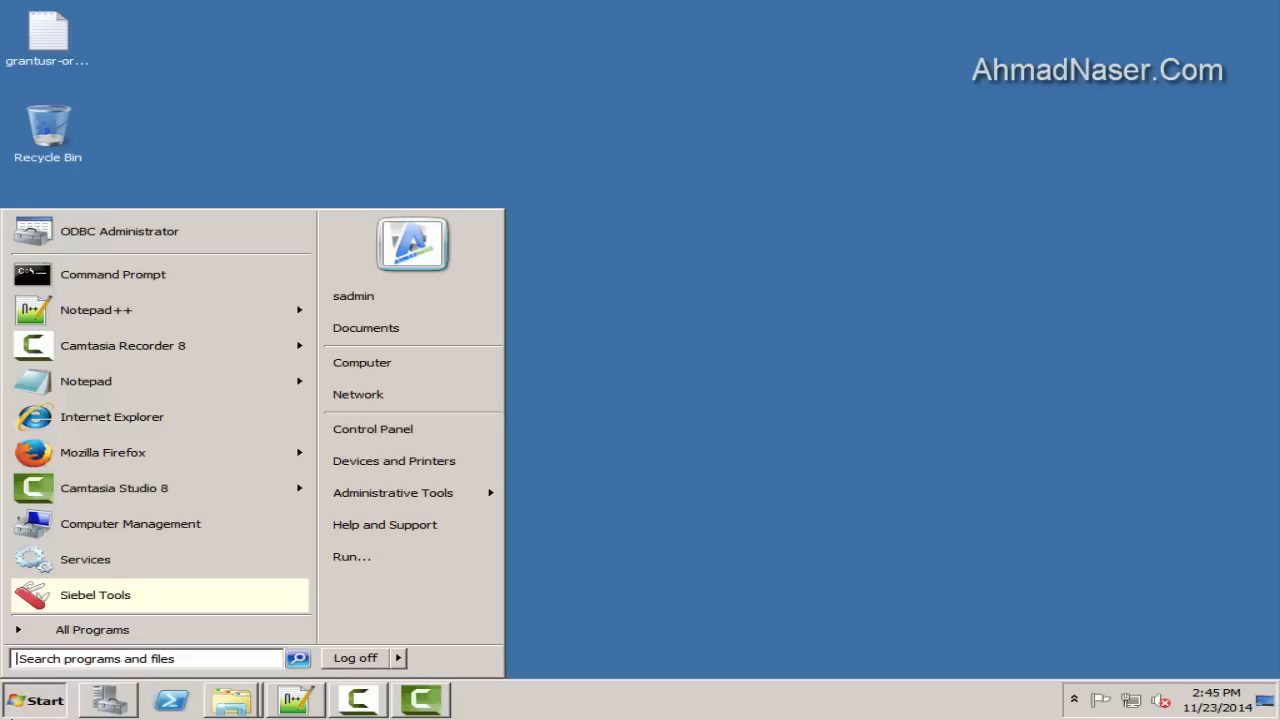 grantusr-or...
AhmadNaser.Com
Recycle Bin
ODBC Administrator
Command Prompt
Notepad++
Camtasia Recorder 8
Notepad
Internet Explorer
Mozilla Firefox
Camtasia Studio 8
Computer Management
Services
Siebel Tools
All Programs
Search programs and files
sadmin
Documents
Computer
Network
Control Panel
Devices and Printers
Administrative Tools
Help and Support
Run...
Log off
Start
2:45 PM
11/23/2014